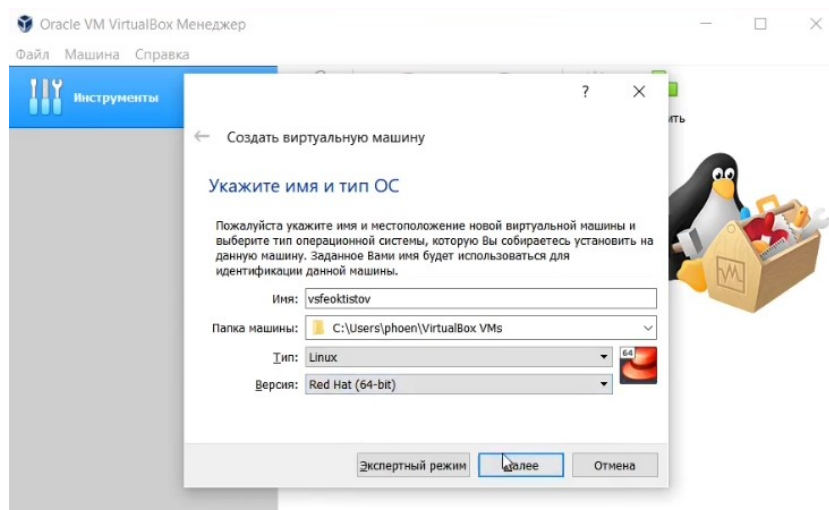 Oracle VM VirtualBox Менеджер
Файл Машина Справка
Инструменты
ить
Создать виртуальную машину
Укажите имя и тип ОС
Пожалуйста укажите имя и местоположение новой виртуальной машины и
выберите тип операционной системы, которую Вы собираетесь установить на
данную машину. Заданное Вами имя будет использоваться для
идентификации данной машины.
Имя: vsfeoktistov
Папка машины: C:\Users\phoen\VirtualBox VMs
Тип: Linux
64
Версия: Red Hat (64-bit)
Экспертный режим Далее Отмена